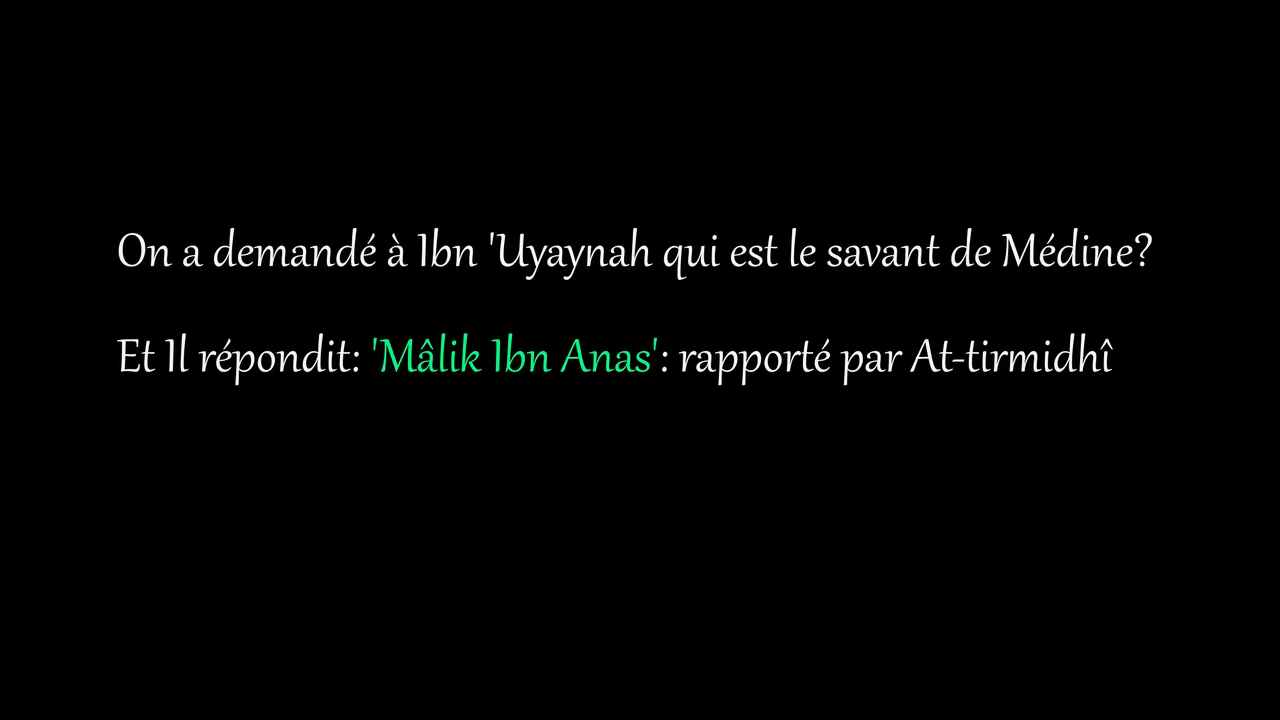 On a demandé à Ibn 'Uyaynah qui est le savant de Médine?
Et Il répondit: 'Mâlik Ibn Anas': rapporté par At-tirmidhî